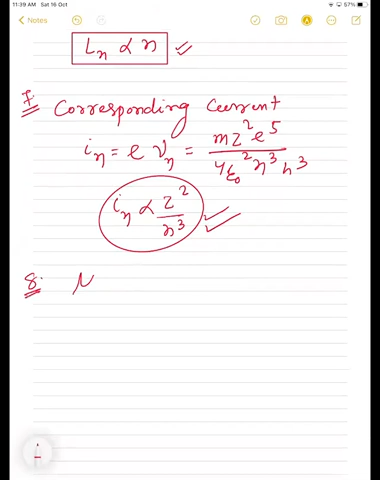 11:39 AM Sat 16 Oct 57%
Notes
Lₙ ∝ n
7. Corresponding Current
iₙ = e νₙ = mz²e⁵ / 4ε₀²n³h³
iₙ ∝ z² / n³
8.